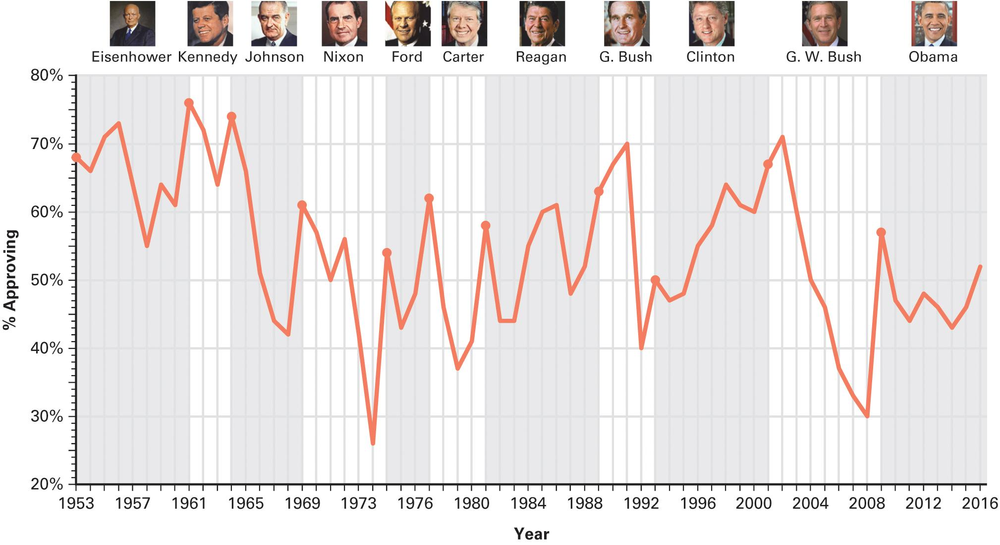 Eisenhower Kennedy Johnson Nixon Ford Carter Reagan G. Bush Clinton G. W. Bush Obama
80%
70%
60%
50%
40%
30%
20%
% Approving
1953 1957 1961 1965 1969 1973 1976 1980 1984 1988 1992 1996 2000 2004 2008 2012 2016
Year